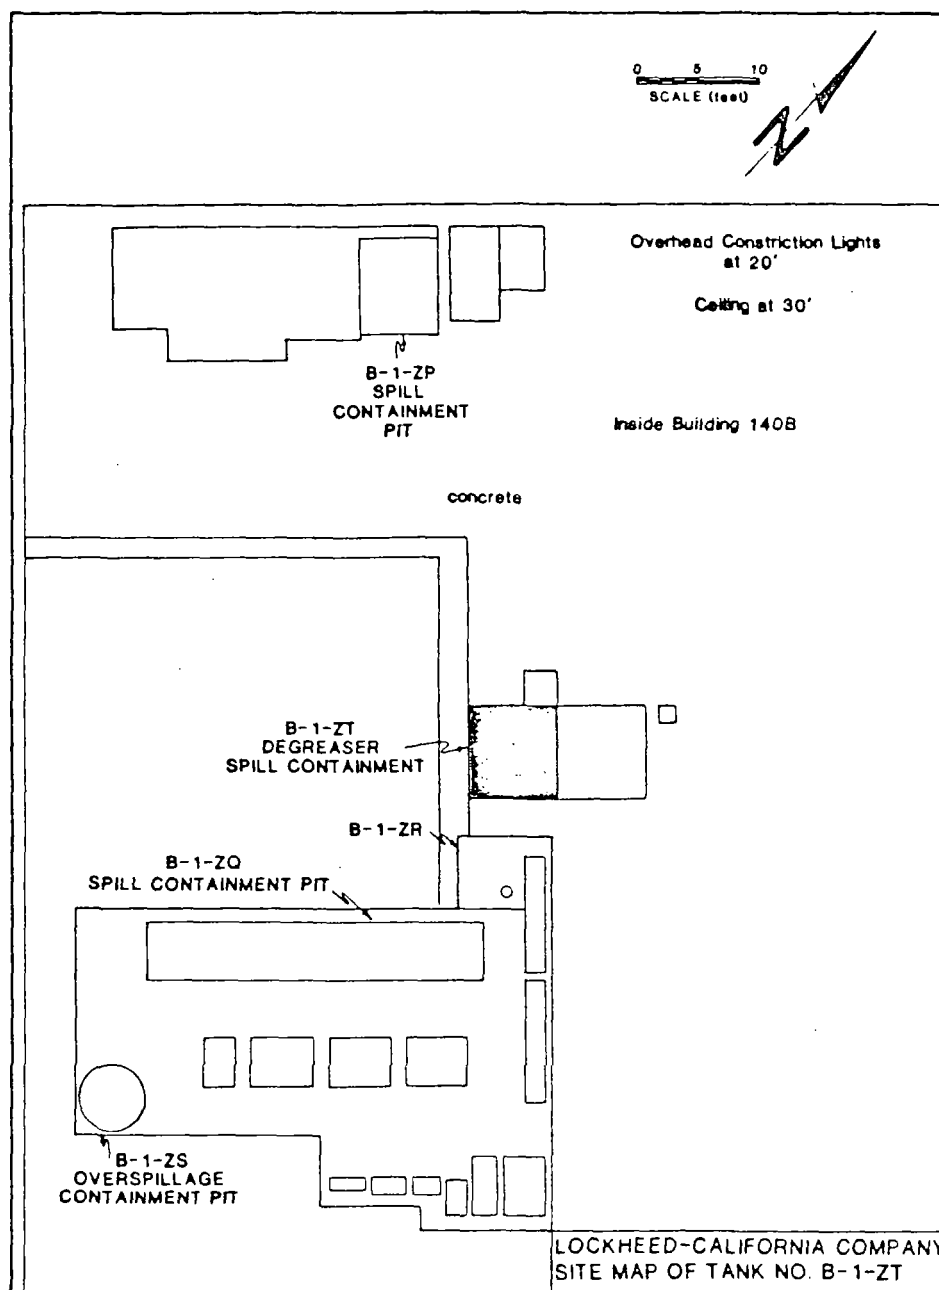 0 5 10
SCALE (feet)
N
Overhead Constriction Lights
at 20'
Ceiling at 30'
B-1-ZP
SPILL
CONTAINMENT
PIT
Inside Building 140B
concrete
B-1-ZT
DEGREASER
SPILL CONTAINMENT
B-1-ZR
B-1-ZQ
SPILL CONTAINMENT PIT
B-1-ZS
OVERSPILLAGE
CONTAINMENT PIT
LOCKHEED-CALIFORNIA COMPANY
SITE MAP OF TANK NO. B-1-ZT